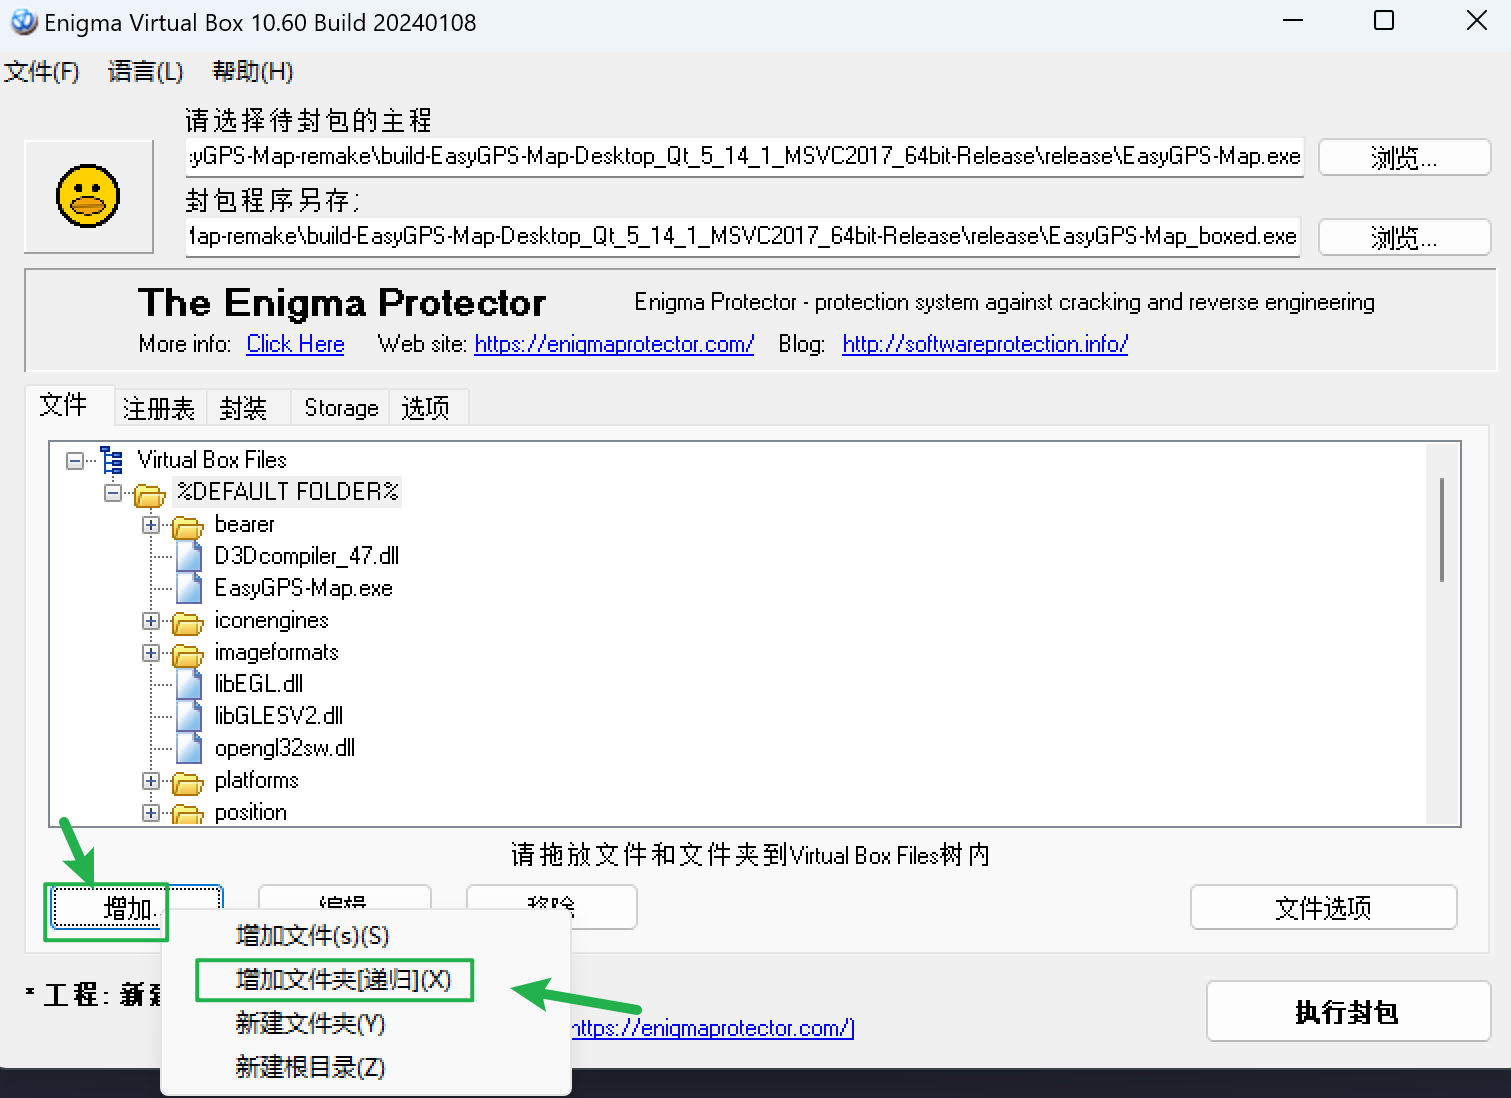 Enigma Virtual Box 10.60 Build 20240108
文件(F) 语言(L) 帮助(H)
请选择待封包的主程
yGPS-Map-remake\build-EasyGPS-Map-Desktop_Qt_5_14_1_MSVC2017_64bit-Release\release\EasyGPS-Map.exe 浏览...
封包程序另存;
Map-remake\build-EasyGPS-Map-Desktop_Qt_5_14_1_MSVC2017_64bit-Release\release\EasyGPS-Map_boxed.exe 浏览...
The Enigma Protector Enigma Protector - protection system against cracking and reverse engineering
More info: Click Here Web site: https://enigmaprotector.com/ Blog: http://softwareprotection.info/
文件 注册表 封装 Storage 选项
Virtual Box Files
%DEFAULT FOLDER%
bearer
D3Dcompiler_47.dll
EasyGPS-Map.exe
iconengines
imageformats
libEGL.dll
libGLESV2.dll
opengl32sw.dll
platforms
position
请拖放文件和文件夹到Virtual Box Files树内
增加. 编辑 移除 文件选项
增加文件(s)(S)
增加文件夹[递归](X)
新建文件夹(Y)
新建根目录(Z)
* 工程: 新建
https://enigmaprotector.com/]
执行封包